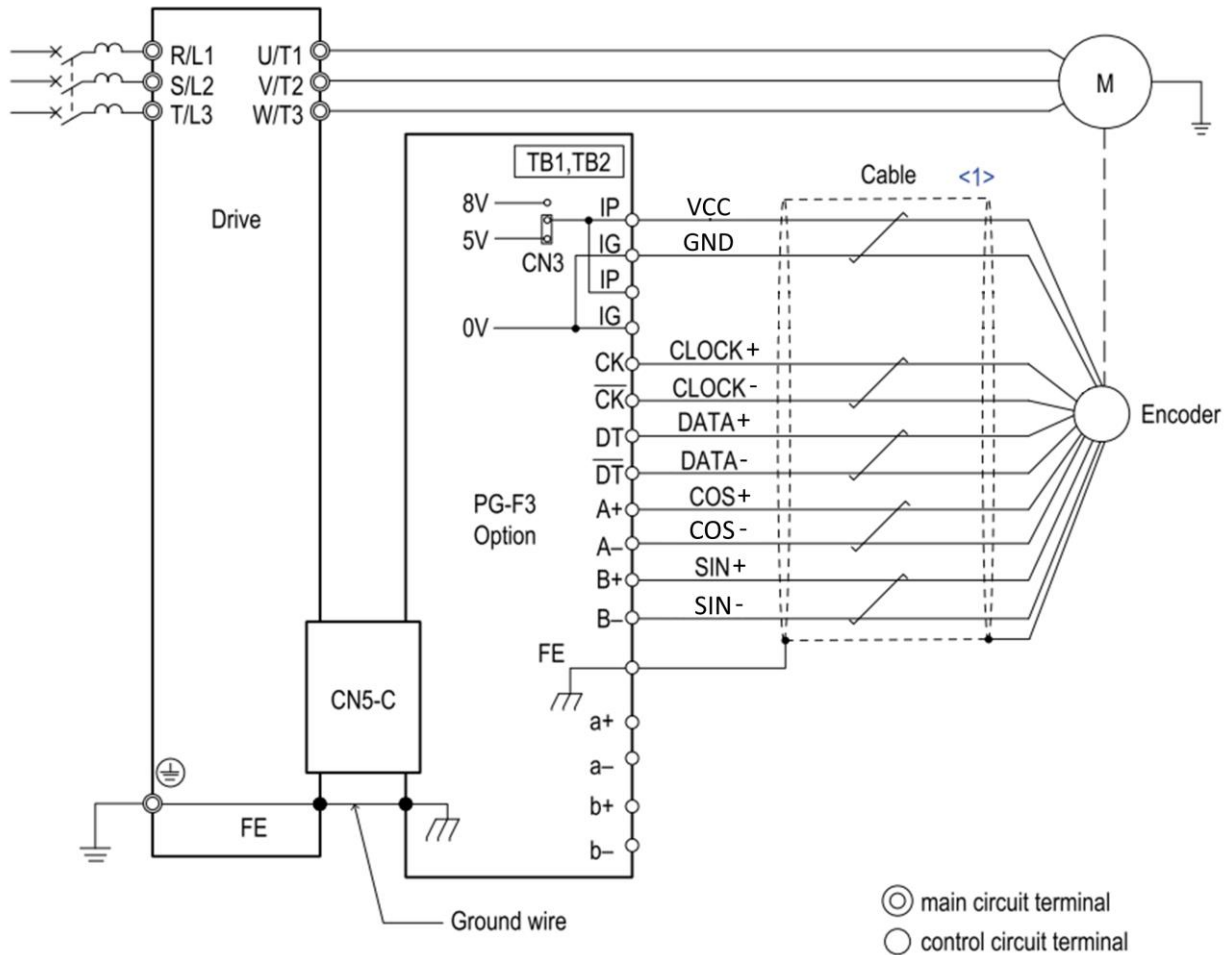 R/L1 U/T1
S/L2 V/T2
T/L3 W/T3
M
TB1,TB2
Cable <1>
8V
IP
VCC
Drive
5V
IG
GND
CN3
IP
0V
IG
CK
CLOCK+
C̅K̅
CLOCK-
DT
DATA+
Encoder
D̅T̅
DATA-
PG-F3
Option
A+
COS+
A–
COS-
B+
SIN+
B–
SIN-
FE
CN5-C
a+
a–
b+
FE
b–
Ground wire
main circuit terminal
control circuit terminal